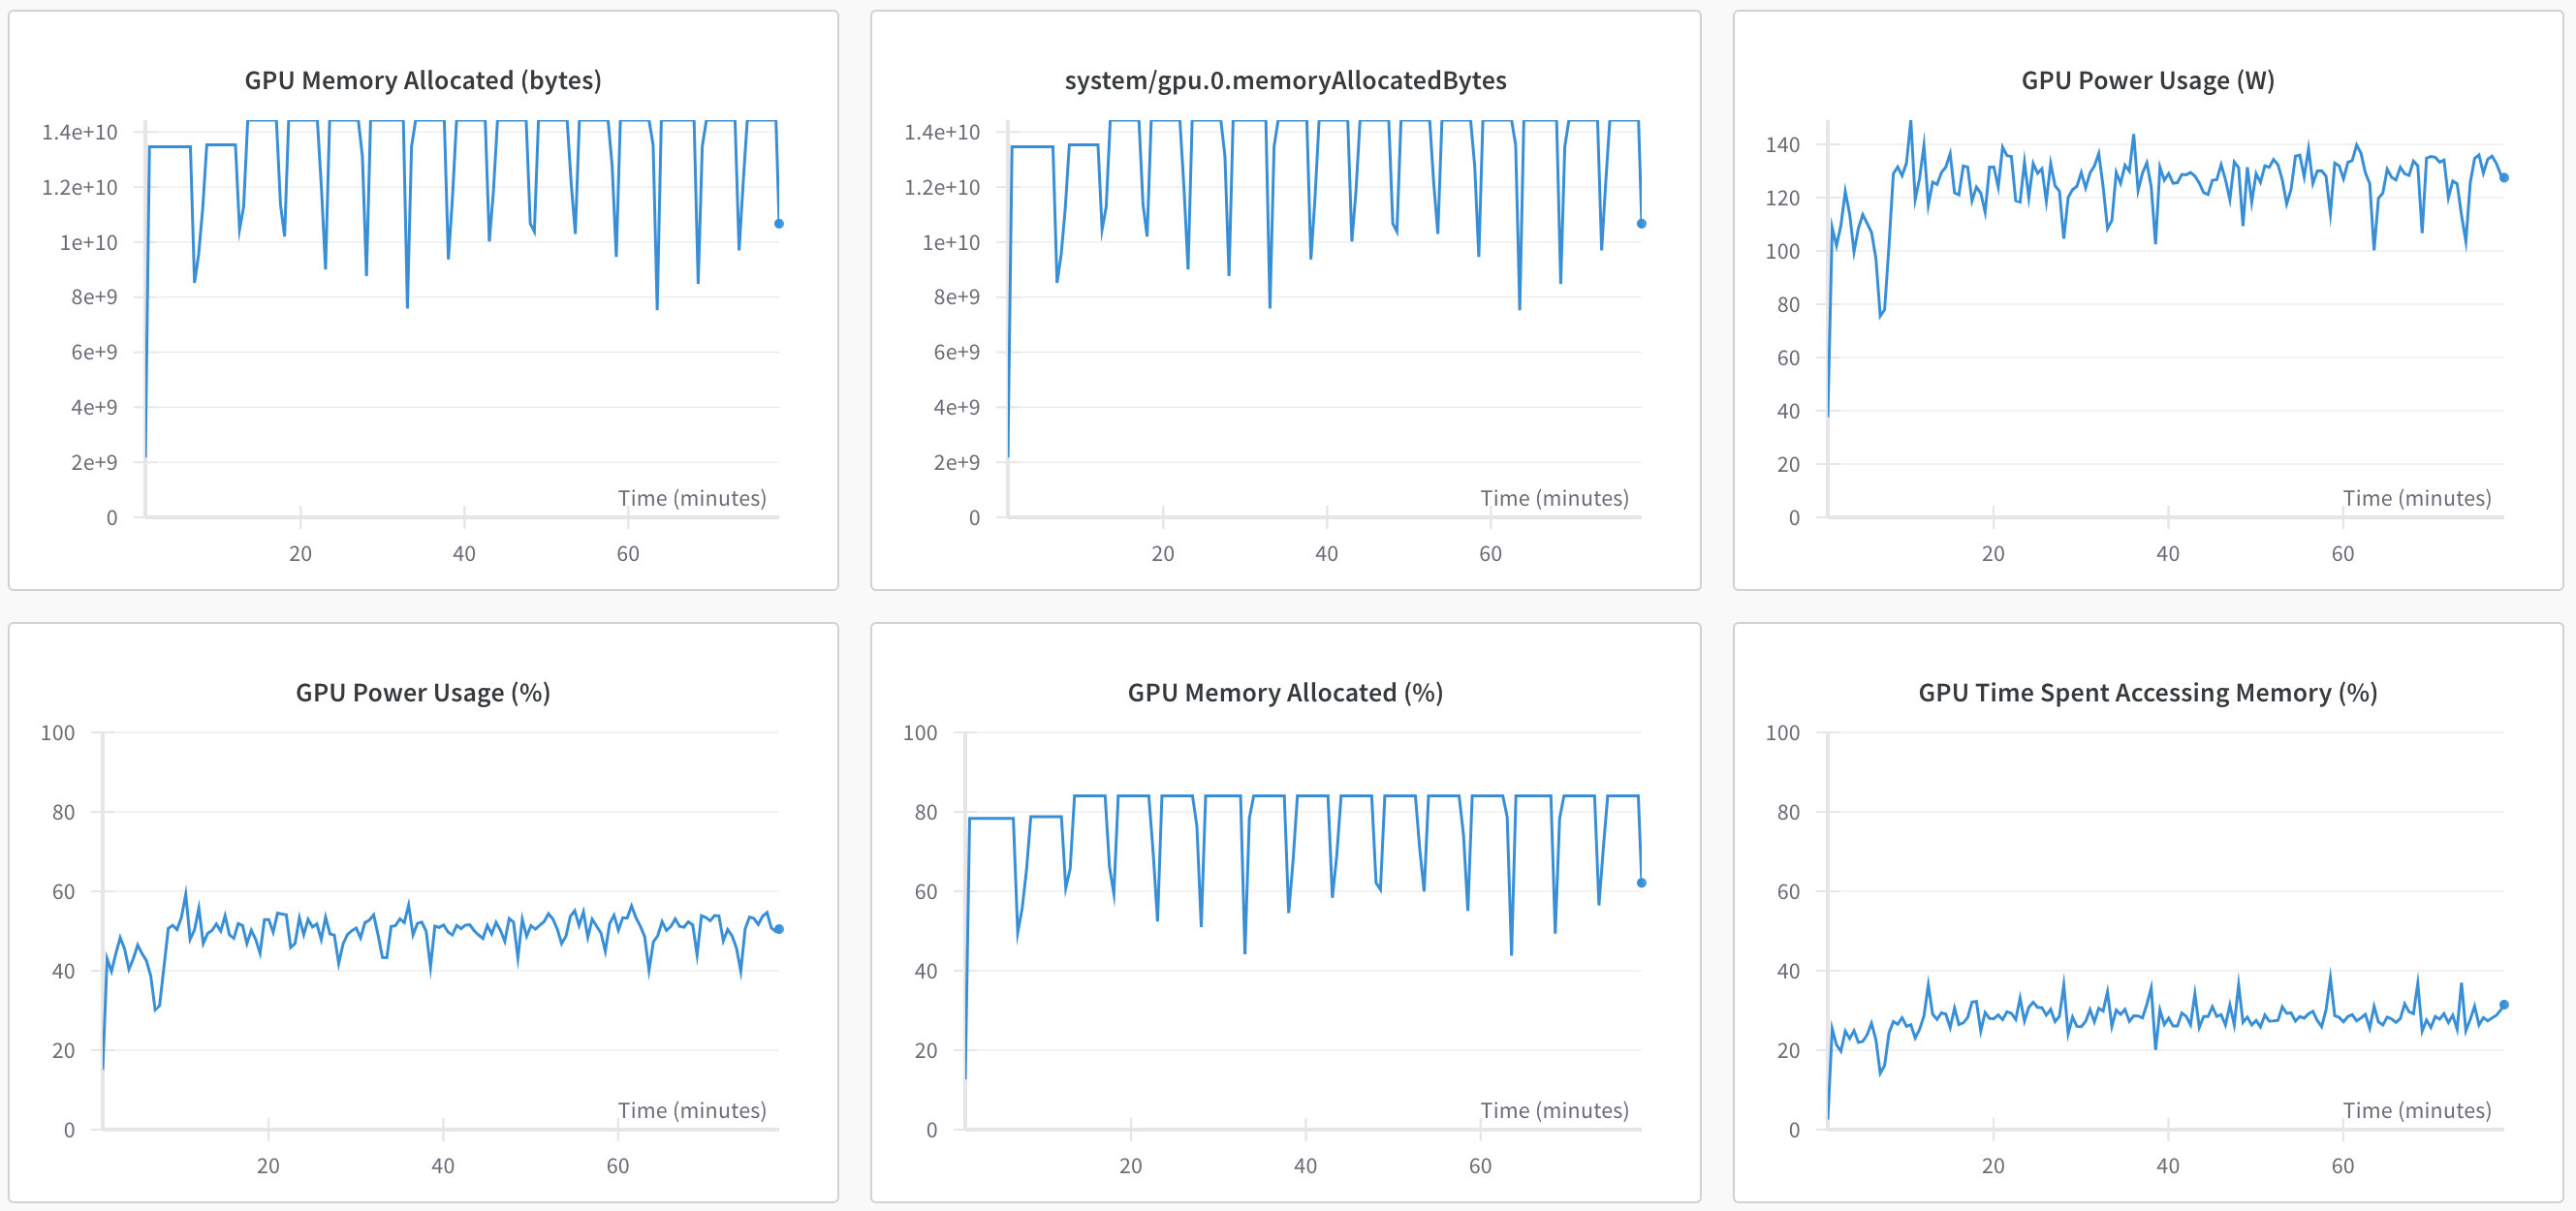 GPU Memory Allocated (bytes)
1.4e+10
1.2e+10
1e+10
8e+9
6e+9
4e+9
2e+9
0
Time (minutes)
20 40 60
system/gpu.0.memoryAllocatedBytes
1.4e+10
1.2e+10
1e+10
8e+9
6e+9
4e+9
2e+9
0
Time (minutes)
20 40 60
GPU Power Usage (W)
140
120
100
80
60
40
20
0
Time (minutes)
20 40 60
GPU Power Usage (%)
100
80
60
40
20
0
Time (minutes)
20 40 60
GPU Memory Allocated (%)
100
80
60
40
20
0
Time (minutes)
20 40 60
GPU Time Spent Accessing Memory (%)
100
80
60
40
20
0
Time (minutes)
20 40 60